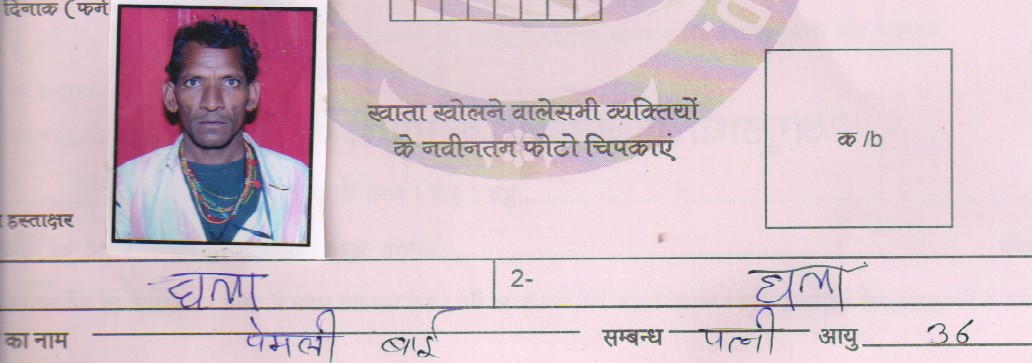 दिनाक (फर्म
खाता खोलने वालेसभी व्यक्तियों
के नवीनतम फोटो चिपकाएं
क /b
हस्ताक्षर
घला 2- घला
का नाम पेमली बाई सम्बन्ध पत्नी आयु 36